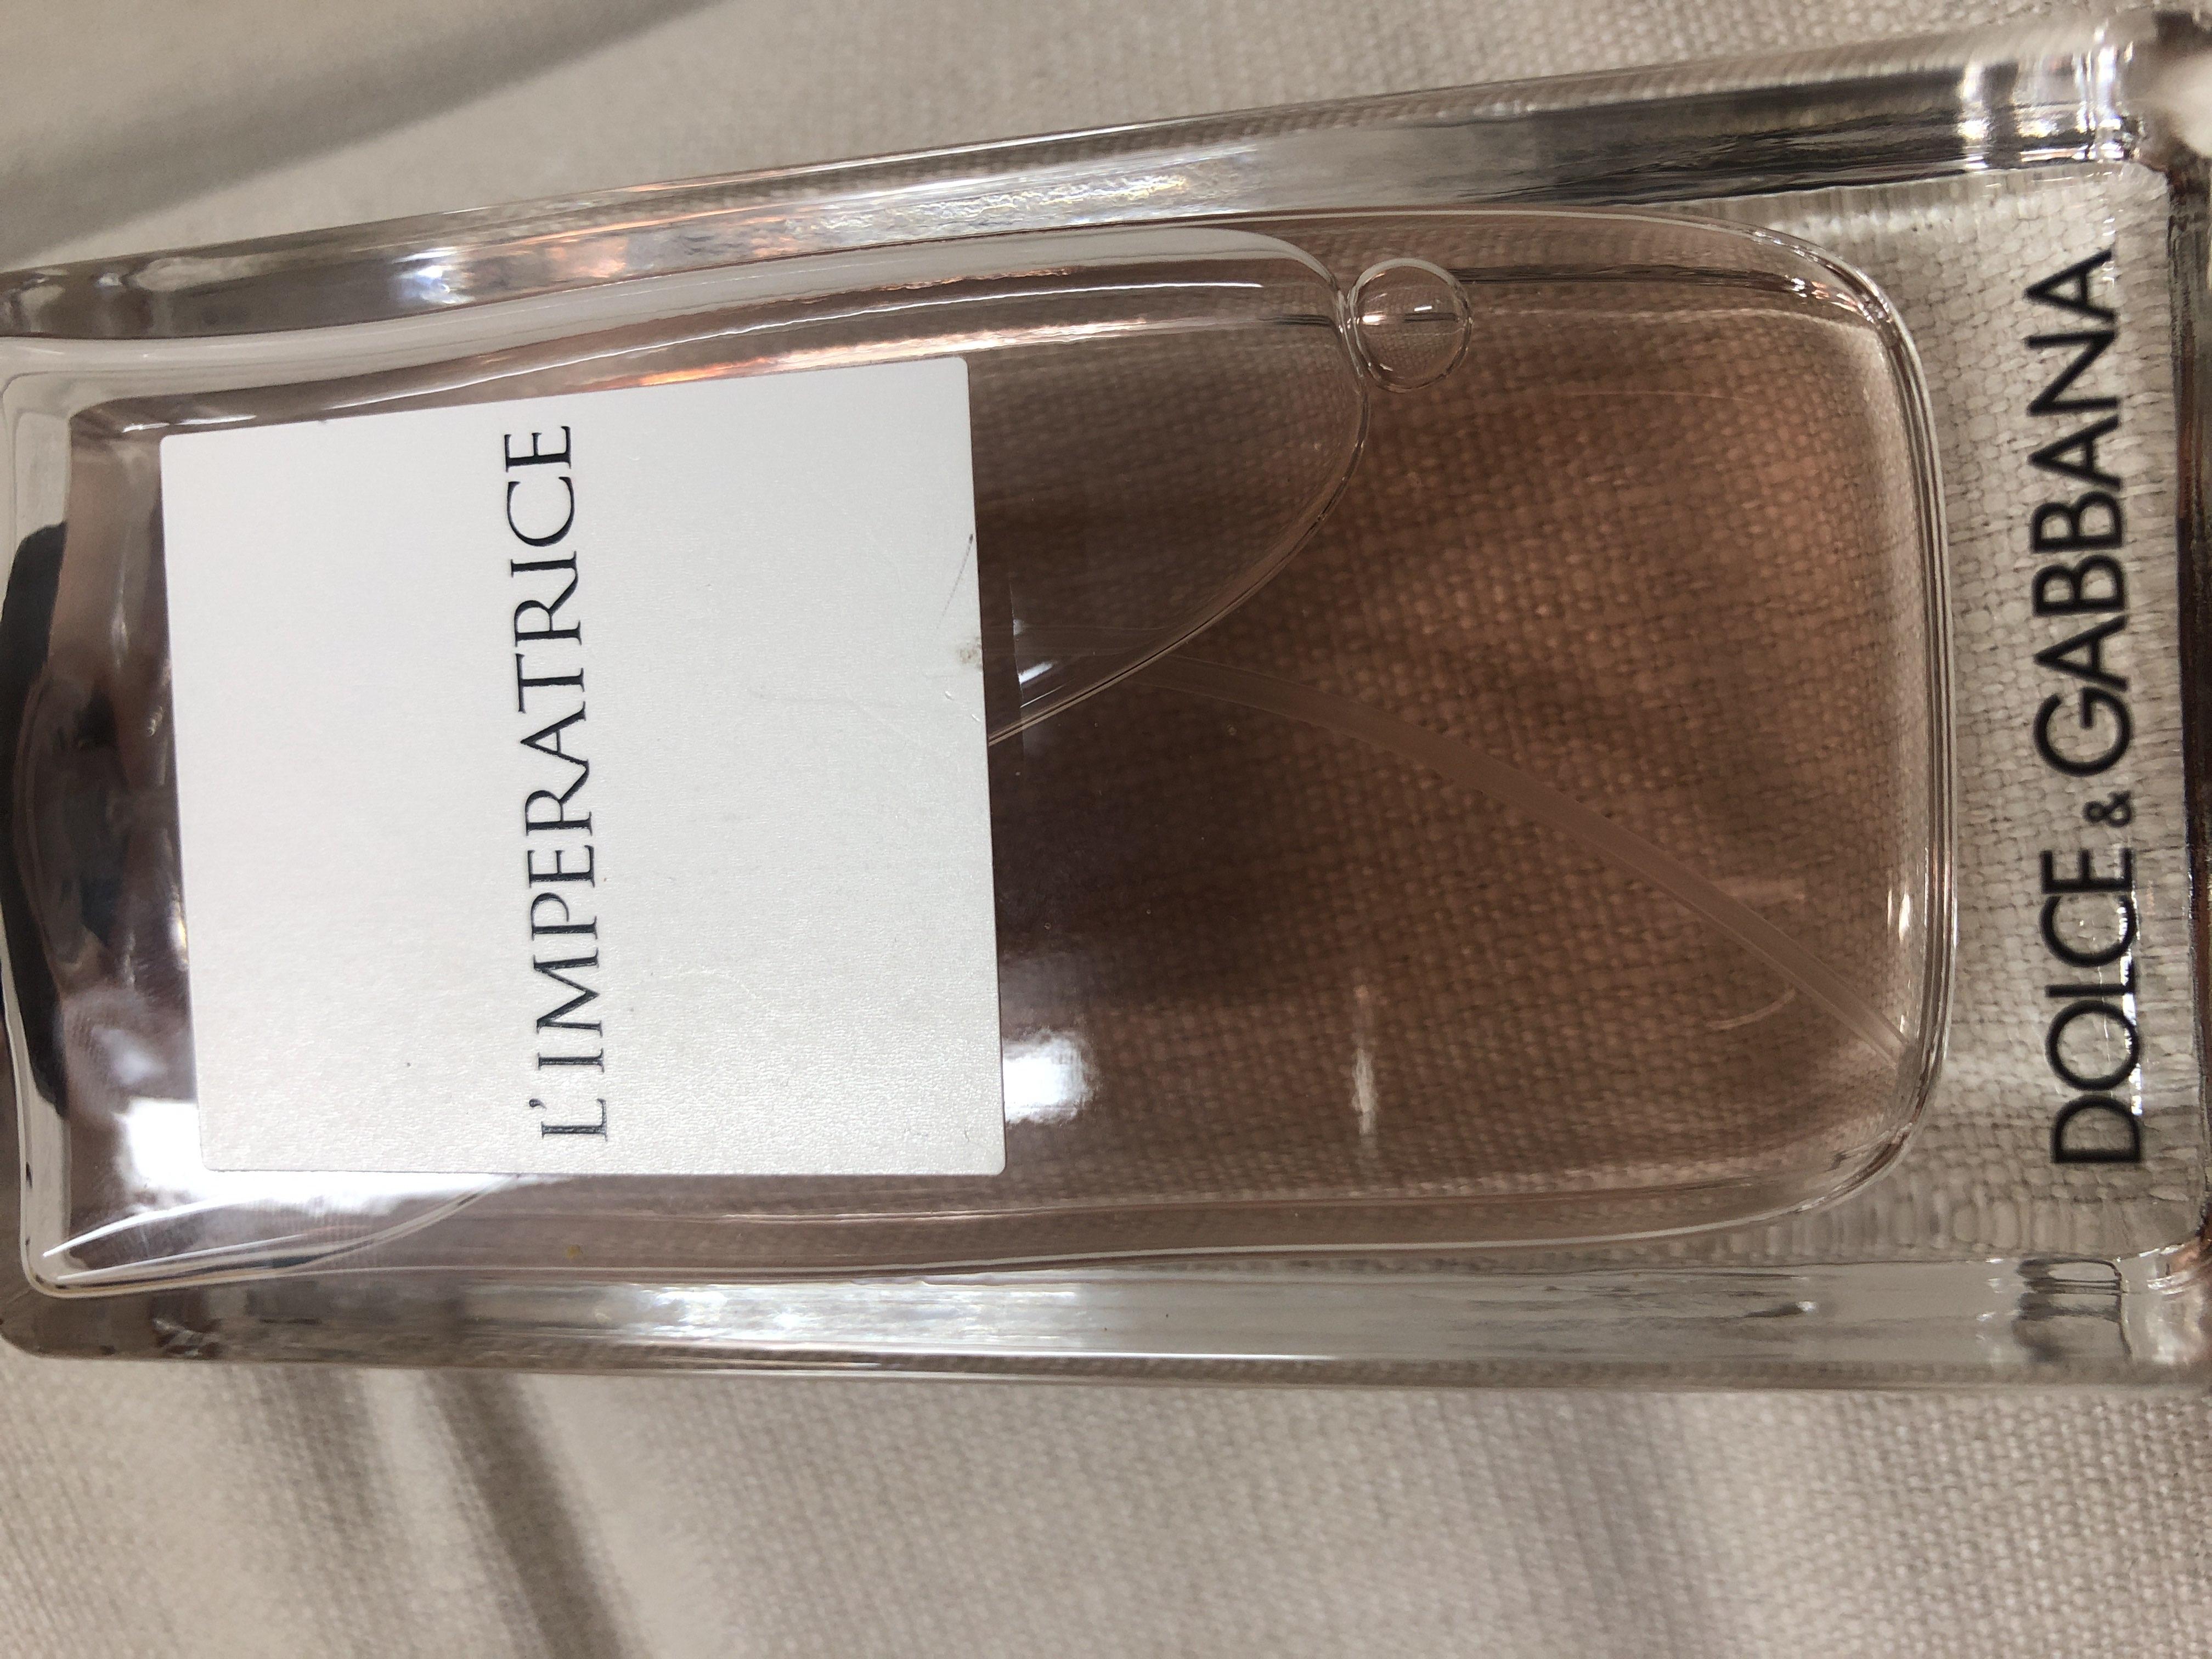 L'IMPERATRICE
DOLCE & GABBANA